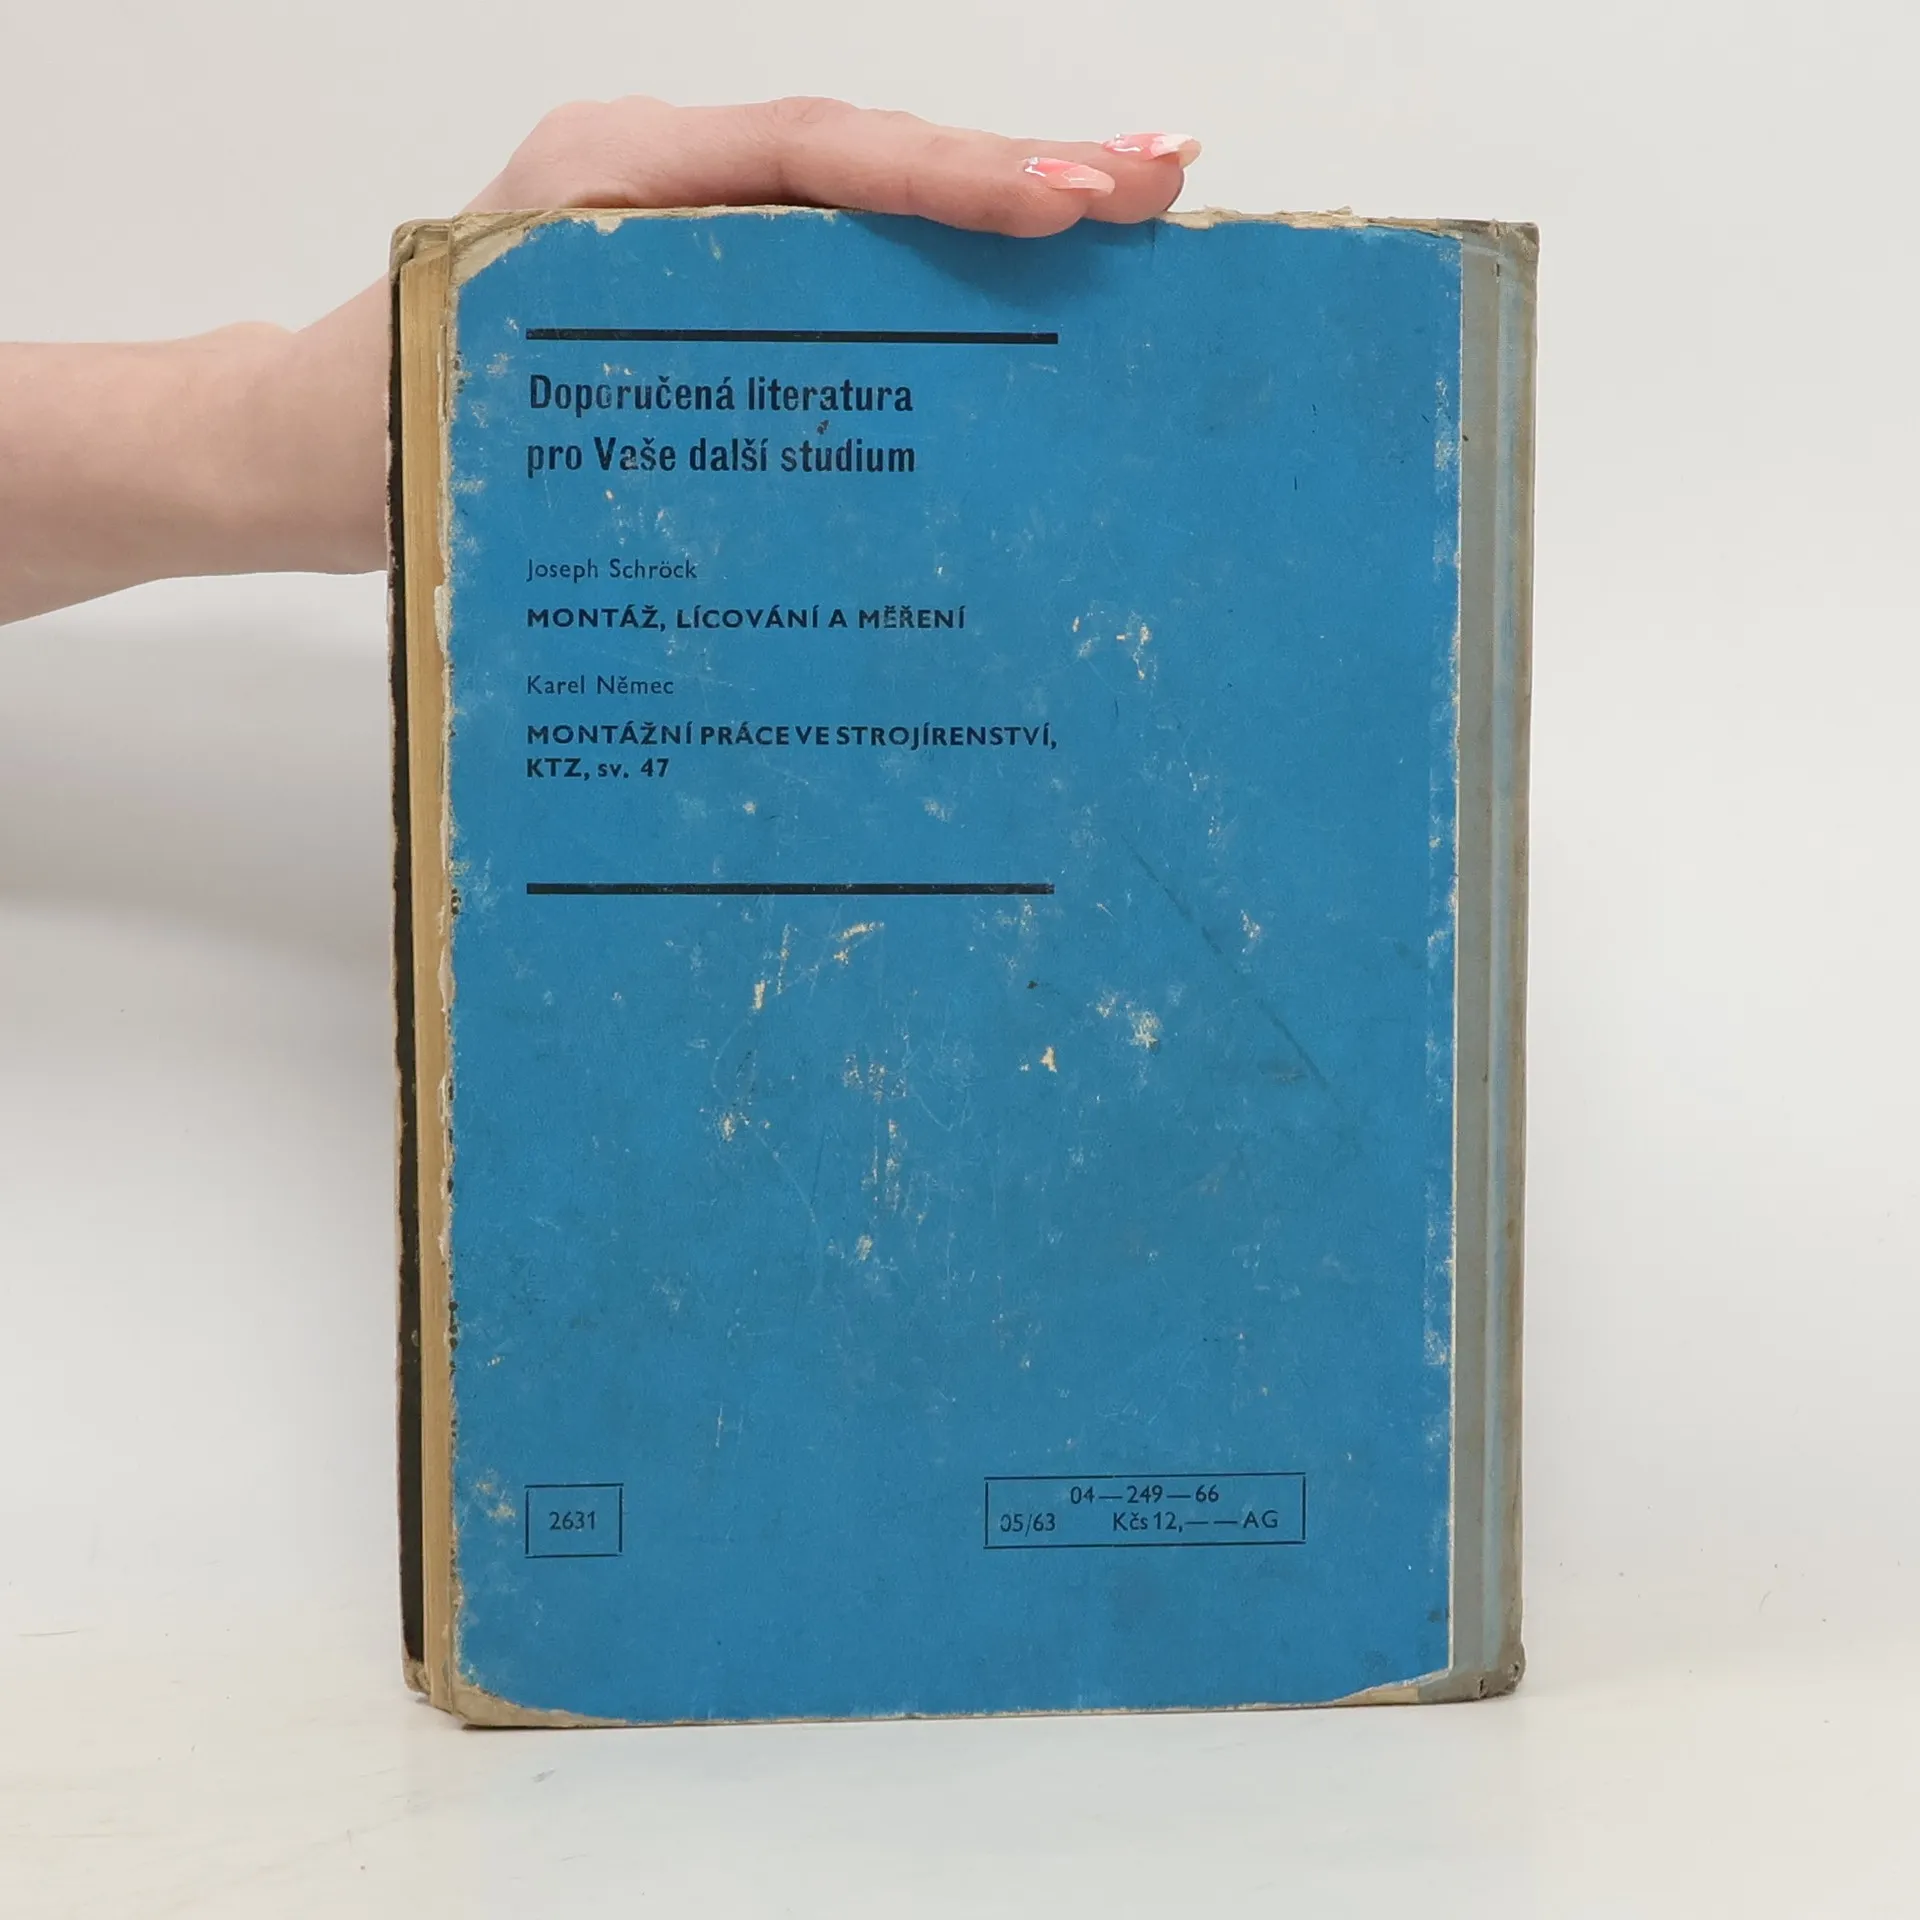 Doporučená literatura
pro Vaše další studium
Joseph Schröck
MONTÁŽ, LÍCOVÁNÍ A MĚŘENÍ
Karel Němec
MONTÁŽNÍ PRÁCE VE STROJÍRENSTVÍ,
KTZ, sv. 47
2631
04—249—66
05/63 Kčs 12,— — AG